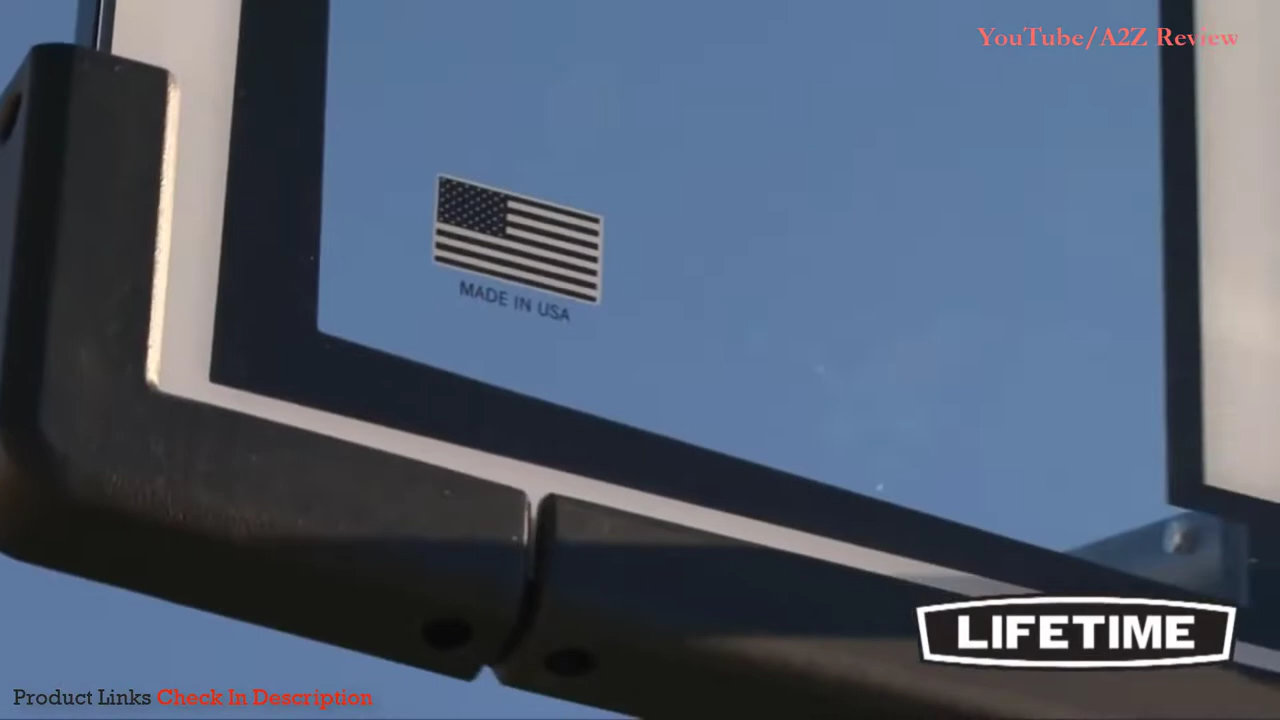 YouTube/A2Z Review
MADE IN USA
LIFETIME
Product Links Check In Description